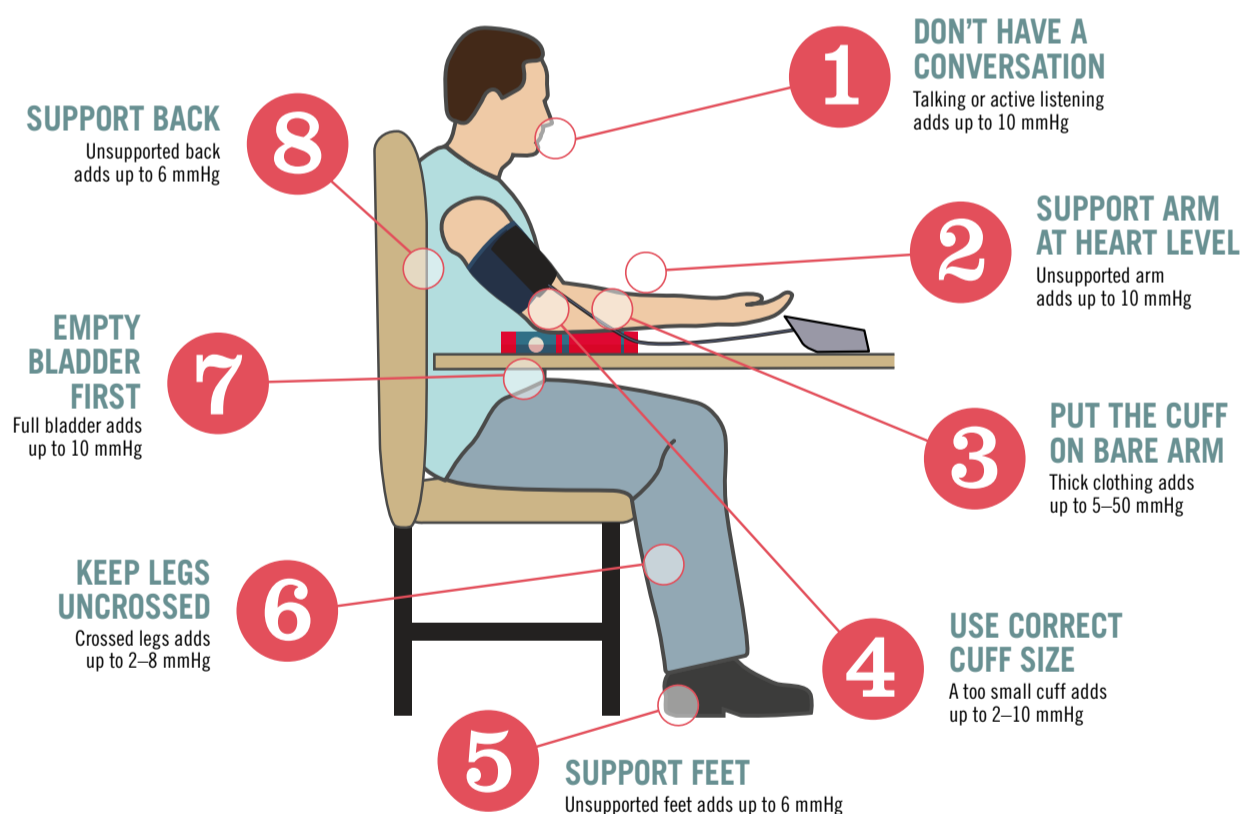 1
DON'T HAVE A
CONVERSATION
Talking or active listening
adds up to 10 mmHg
2
SUPPORT ARM
AT HEART LEVEL
Unsupported arm
adds up to 10 mmHg
3
PUT THE CUFF
ON BARE ARM
Thick clothing adds
up to 5–50 mmHg
4
USE CORRECT
CUFF SIZE
A too small cuff adds
up to 2–10 mmHg
5
SUPPORT FEET
Unsupported feet adds up to 6 mmHg
6
KEEP LEGS
UNCROSSED
Crossed legs adds
up to 2–8 mmHg
7
EMPTY
BLADDER
FIRST
Full bladder adds
up to 10 mmHg
8
SUPPORT BACK
Unsupported back
adds up to 6 mmHg